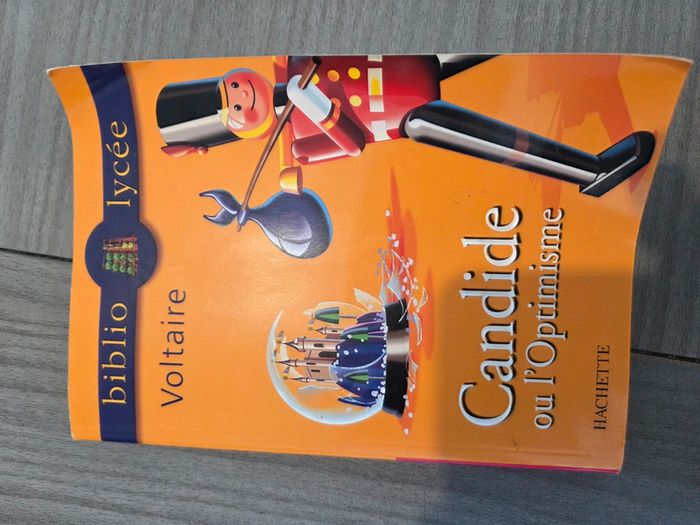 biblio lycée
Voltaire
Candide
ou l'Optimisme
HACHETTE